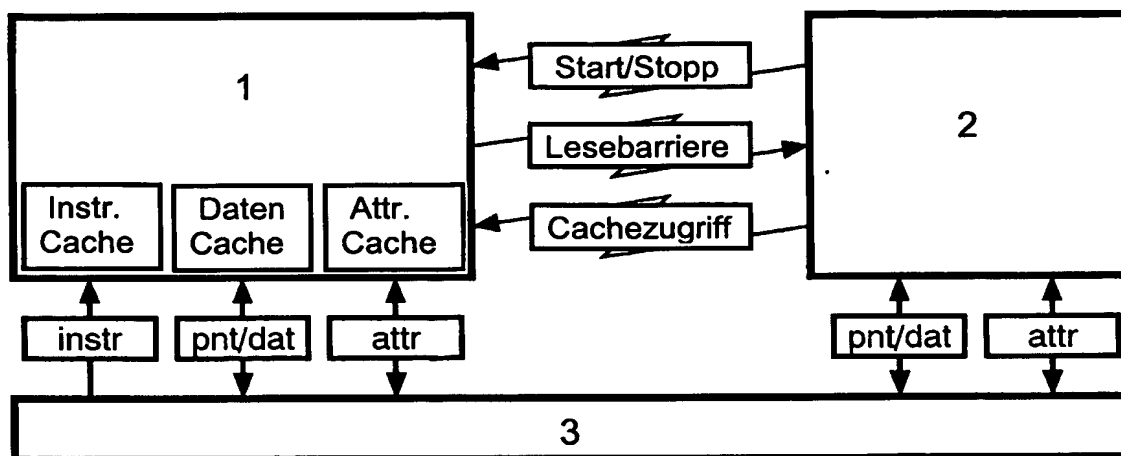 1
Start/Stopp
2
Lesebarriere
Instr.
Cache
Daten
Cache
Attr.
Cache
Cachezugriff
instr
pnt/dat
attr
pnt/dat
attr
3